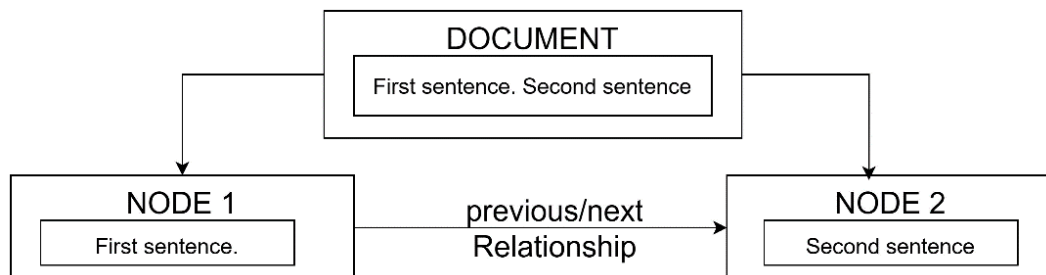 DOCUMENT
First sentence. Second sentence
NODE 1
First sentence.
previous/next
Relationship
NODE 2
Second sentence